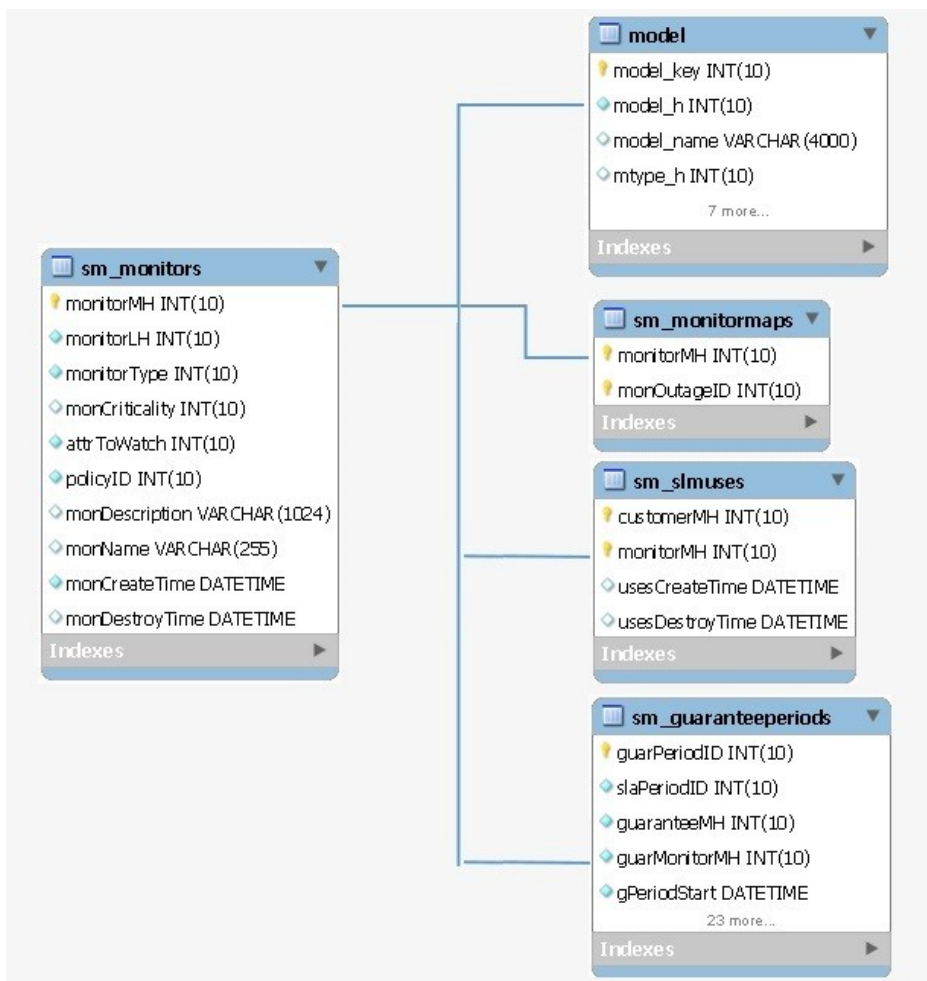 model
model_key INT(10)
model_h INT(10)
model_name VARCHAR(4000)
mtype_h INT(10)
7 more...
Indexes
sm_monitors
monitorMH INT(10)
monitorLH INT(10)
monitorType INT(10)
monCriticality INT(10)
attrToWatch INT(10)
policyID INT(10)
monDescription VARCHAR(1024)
monName VARCHAR(255)
monCreateTime DATETIME
monDestroyTime DATETIME
Indexes
sm_monitormaps
monitorMH INT(10)
monOutageID INT(10)
Indexes
sm_slmuses
customerMH INT(10)
monitorMH INT(10)
usesCreateTime DATETIME
usesDestroyTime DATETIME
Indexes
sm_guaranteeperiods
guarPeriodID INT(10)
slaPeriodID INT(10)
guaranteeMH INT(10)
guarMonitorMH INT(10)
gPeriodStart DATETIME
23 more...
Indexes